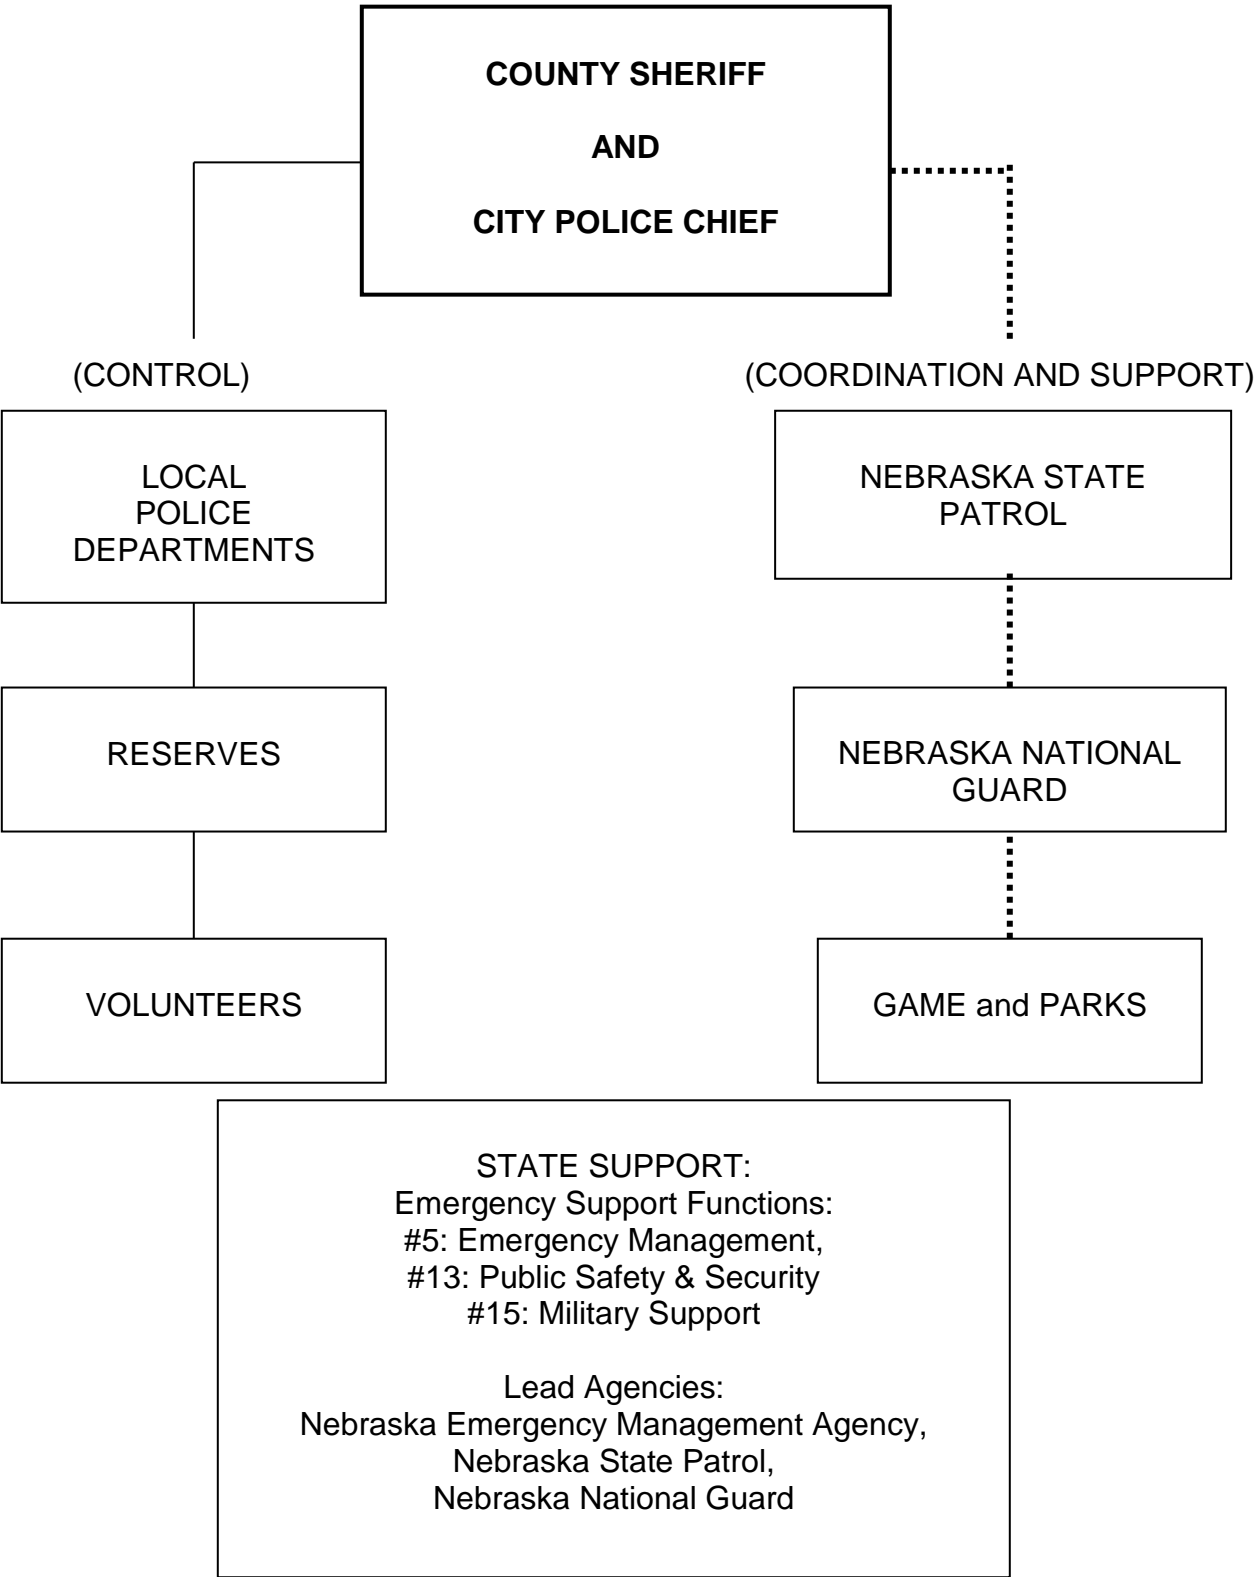 COUNTY SHERIFF
AND
CITY POLICE CHIEF
(CONTROL)
LOCAL
POLICE
DEPARTMENTS
RESERVES
VOLUNTEERS
(COORDINATION AND SUPPORT)
NEBRASKA STATE
PATROL
NEBRASKA NATIONAL
GUARD
GAME and PARKS
STATE SUPPORT:
Emergency Support Functions:
#5: Emergency Management,
#13: Public Safety & Security
#15: Military Support
Lead Agencies:
Nebraska Emergency Management Agency,
Nebraska State Patrol,
Nebraska National Guard